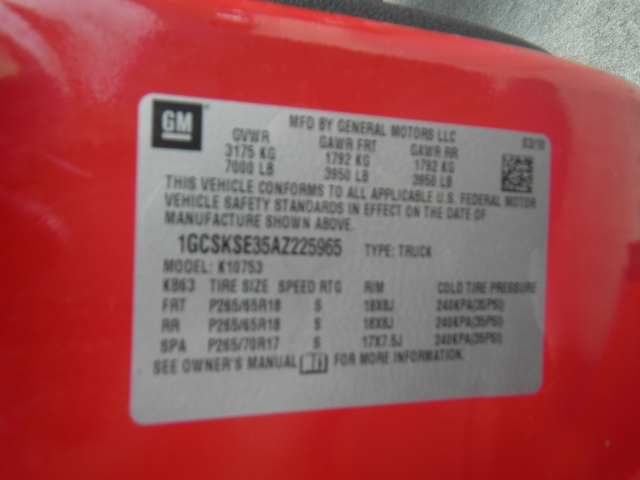 GM
MFD BY GENERAL MOTORS LLC 03/10
GVWR GAWR FRT GAWR RR
3175 KG 1792 KG 1792 KG
7000 LB 3950 LB 3950 LB
THIS VEHICLE CONFORMS TO ALL APPLICABLE U.S. FEDERAL MOTOR
VEHICLE SAFETY STANDARDS IN EFFECT ON THE DATE OF
MANUFACTURE SHOWN ABOVE.
1GCSKSE35AZ225965 TYPE: TRUCK
MODEL: K10753
KB63 TIRE SIZE SPEED RTG RIM COLD TIRE PRESSURE
FRT P265/65R18 S 18X8J 240KPA(35PSI)
RR P265/65R18 S 18X8J 240KPA(35PSI)
SPA P265/70R17 S 17X7.5J 240KPA(35PSI)
SEE OWNER'S MANUAL FOR MORE INFORMATION.